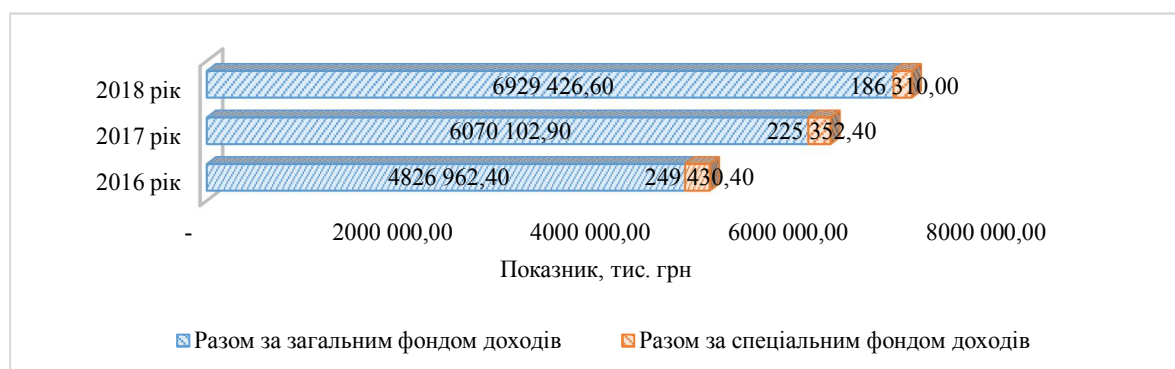 2018 рік
6929 426,60
186 310,00
2017 рік
6070 102,90
225 352,40
2016 рік
4826 962,40
249 430,40
-
2000 000,00
4000 000,00
6000 000,00
8000 000,00
Показник, тис. грн
Разом за загальним фондом доходів
Разом за спеціальним фондом доходів